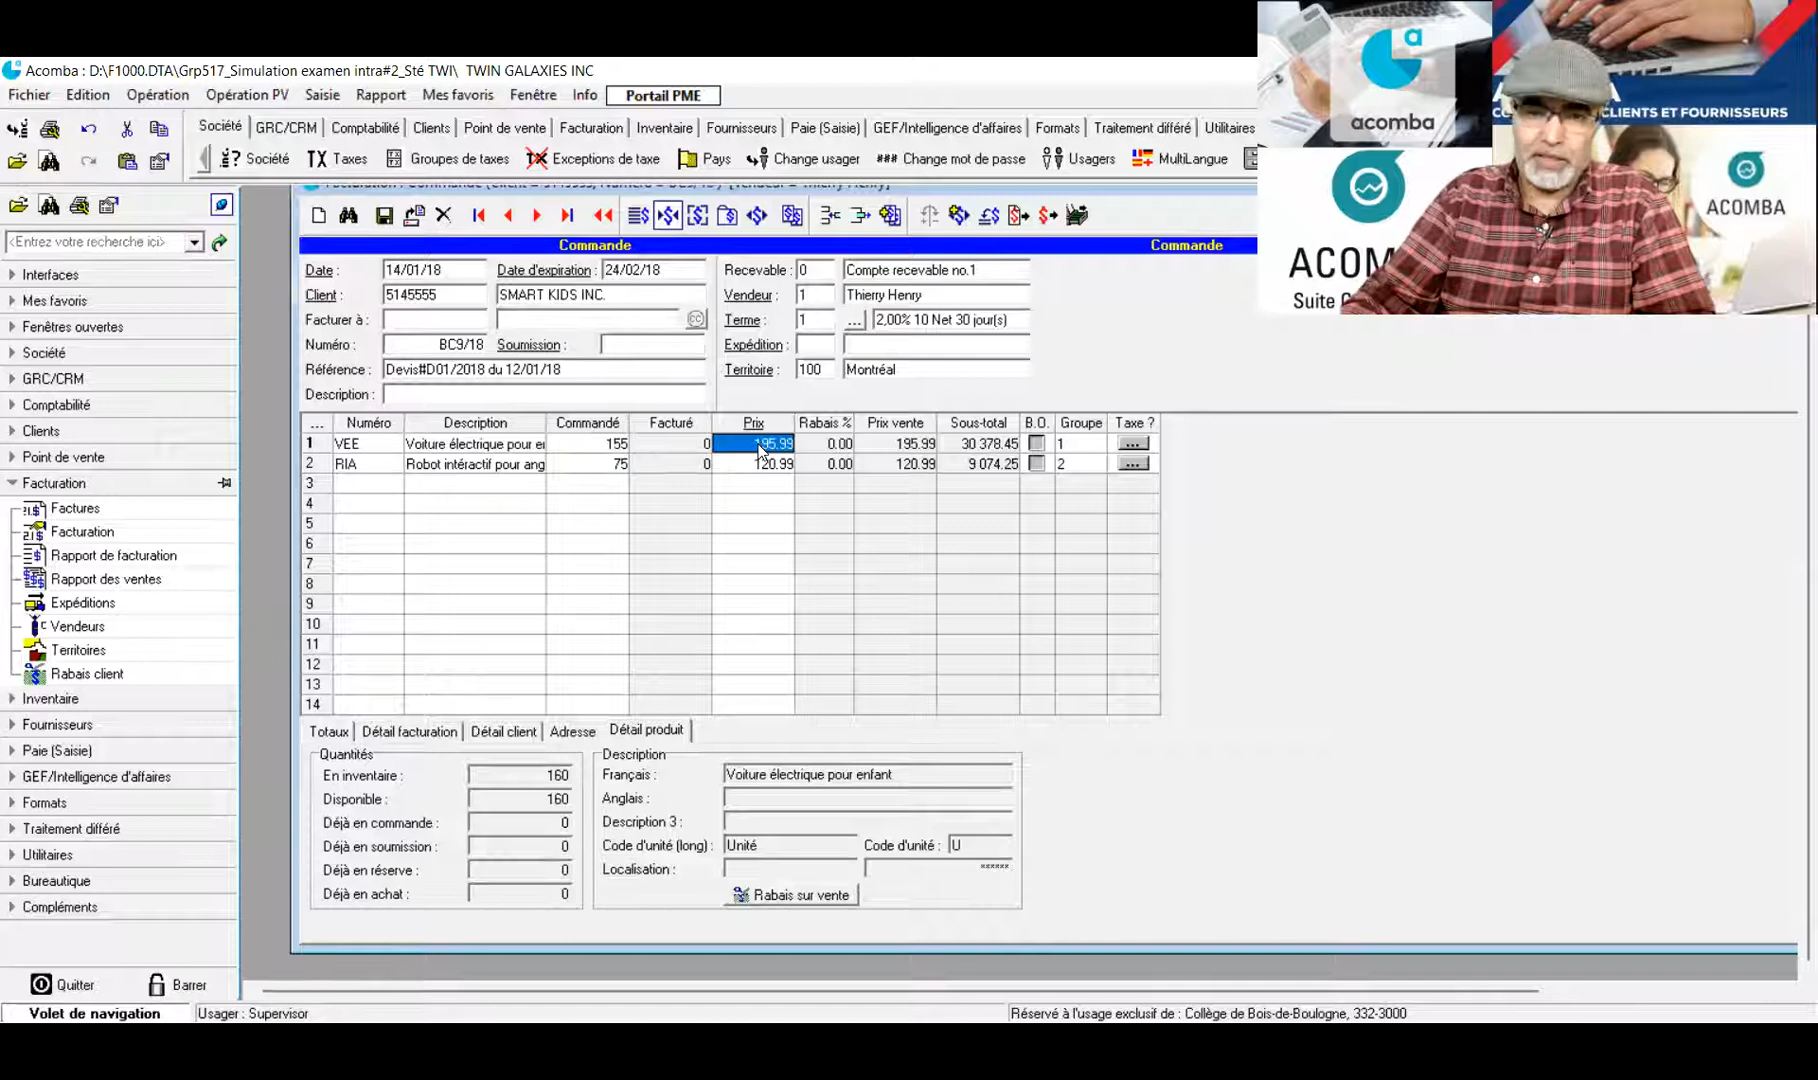 Acomba : D:\F1000.DTA\Grp517_Simulation examen intra#2_Sté TWI\ TWIN GALAXIES INC
Fichier Edition Opération Opération PV Saisie Rapport Mes favoris Fenêtre Info Portail PME
Société GRC/CRM Comptabilité Clients Point de vente Facturation Inventaire Fournisseurs Paie (Saisie) GEF/Intelligence d'affaires Formats Traitement différé Utilitaires
Société Taxes Groupes de taxes Exceptions de taxe Pays Change usager Change mot de passe Usagers MultiLangue
<Entrez votre recherche ici>
Interfaces
Mes favoris
Fenêtres ouvertes
Société
GRC/CRM
Comptabilité
Clients
Point de vente
Facturation
Factures
Facturation
Rapport de facturation
Rapport des ventes
Expéditions
Vendeurs
Territoires
Rabais client
Inventaire
Fournisseurs
Paie (Saisie)
GEF/Intelligence d'affaires
Formats
Traitement différé
Utilitaires
Bureautique
Compléments
Quitter Barrer
Volet de navigation
Commande Commande
Date : 14/01/18 Date d'expiration : 24/02/18 Recevable : 0 Compte recevable no.1
Client : 5145555 SMART KIDS INC. Vendeur : 1 Thierry Henry
Facturer à : Terme : 1 ... 2,00% 10 Net 30 jour(s)
Numéro : BC9/18 Soumission : Expédition :
Référence : Devis#D01/2018 du 12/01/18 Territoire : 100 Montréal
Description :
... Numéro Description Commandé Facturé Prix Rabais % Prix vente Sous-total B.O. Groupe Taxe ?
1 VEE Voiture électrique pour e 155 0 195.99 0.00 195.99 30 378.45 1 ...
2 RIA Robot intéractif pour ang 75 0 120.99 0.00 120.99 9 074.25 2 ...
3
4
5
6
7
8
9
10
11
12
13
14
Totaux Détail facturation Détail client Adresse Détail produit
Quantités
En inventaire : 160
Disponible : 160
Déjà en commande : 0
Déjà en soumission : 0
Déjà en réserve : 0
Déjà en achat : 0
Description
Français : Voiture électrique pour enfant
Anglais :
Description 3 :
Code d'unité (long) : Unité Code d'unité : U
Localisation : ******
Rabais sur vente
Usager : Supervisor
Réservé à l'usage exclusif de : Collège de Bois-de-Boulogne, 332-3000
acomba
CLIENTS ET FOURNISSEURS
ACOM
Suite
ACOMBA